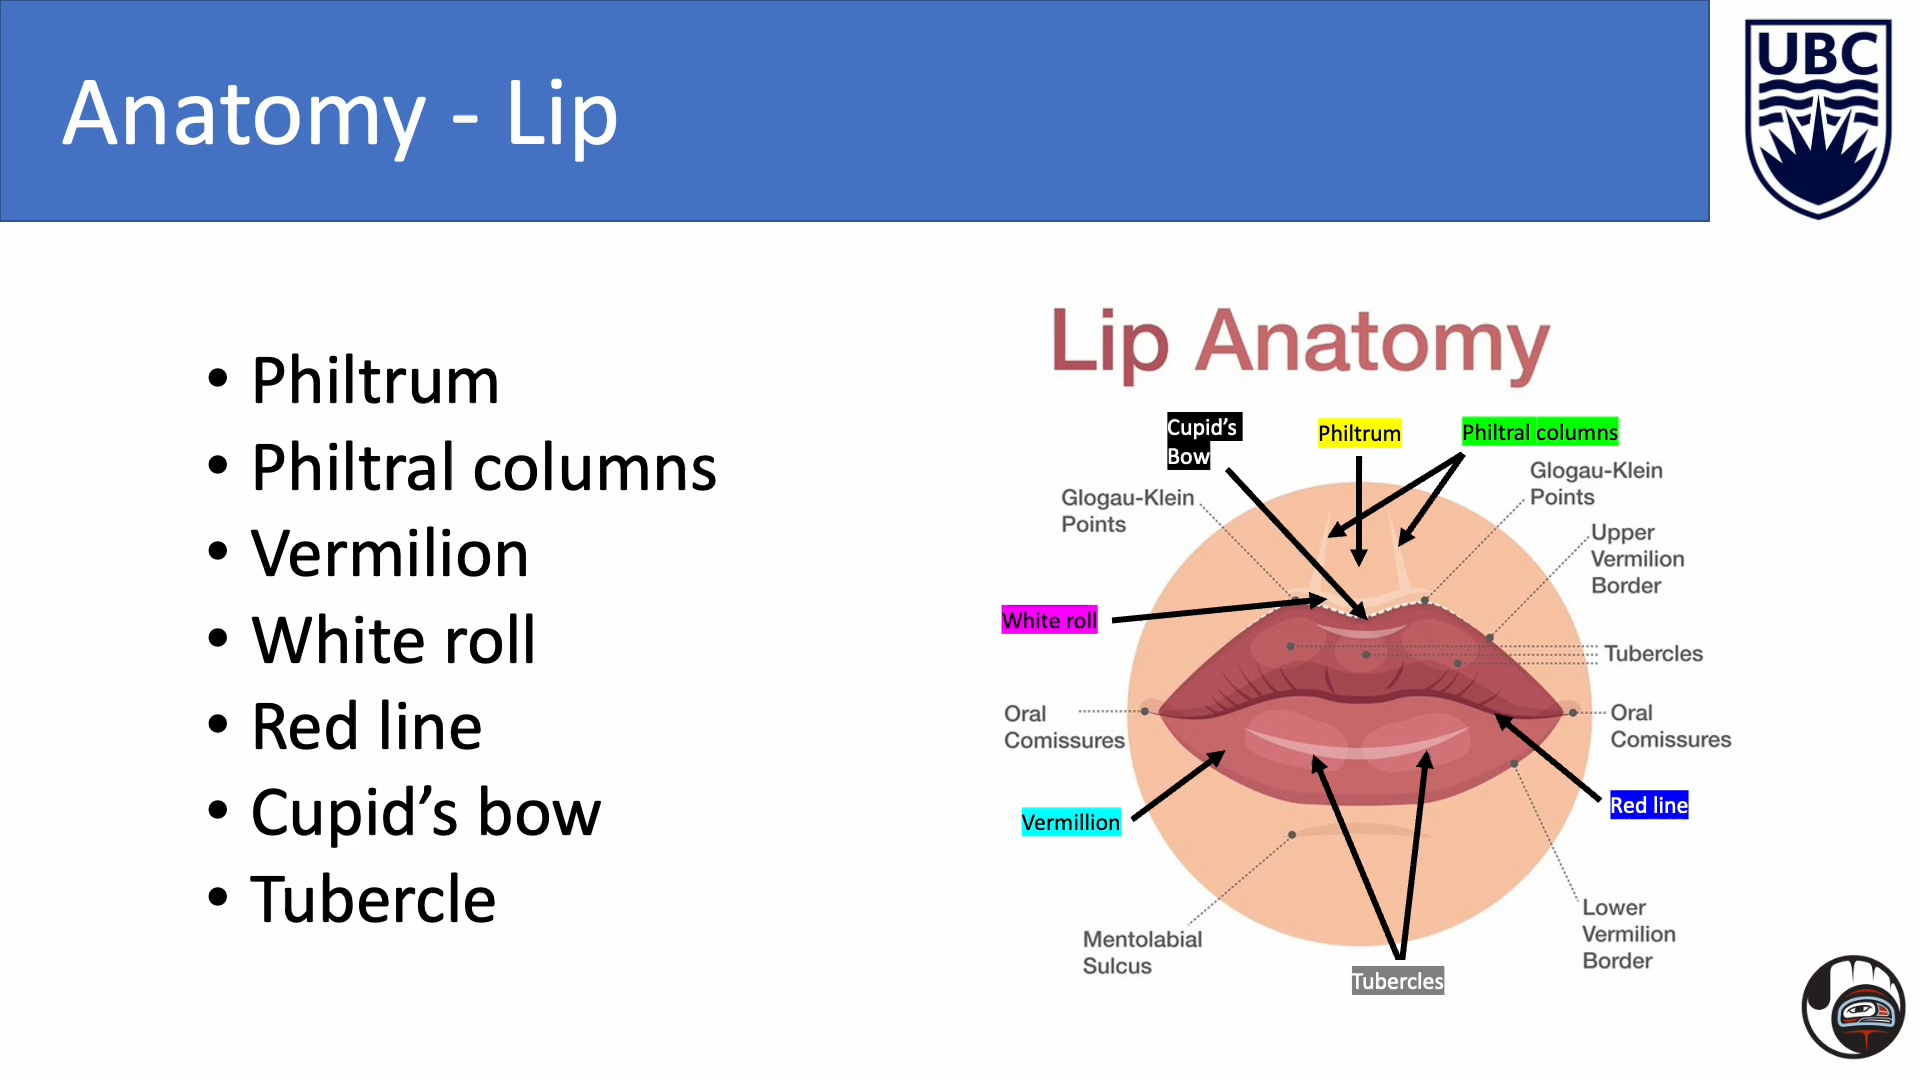 Anatomy - Lip
UBC
• Philtrum
• Philtral columns
• Vermilion
• White roll
• Red line
• Cupid’s bow
• Tubercle
Lip Anatomy
Cupid’s
Bow
Philtrum
Philtral columns
Glogau-Klein
Points
Glogau-Klein
Points
Upper
Vermilion
Border
White roll
Tubercles
Oral
Comissures
Oral
Comissures
Vermillion
Red line
Mentolabial
Sulcus
Lower
Vermilion
Border
Tubercles